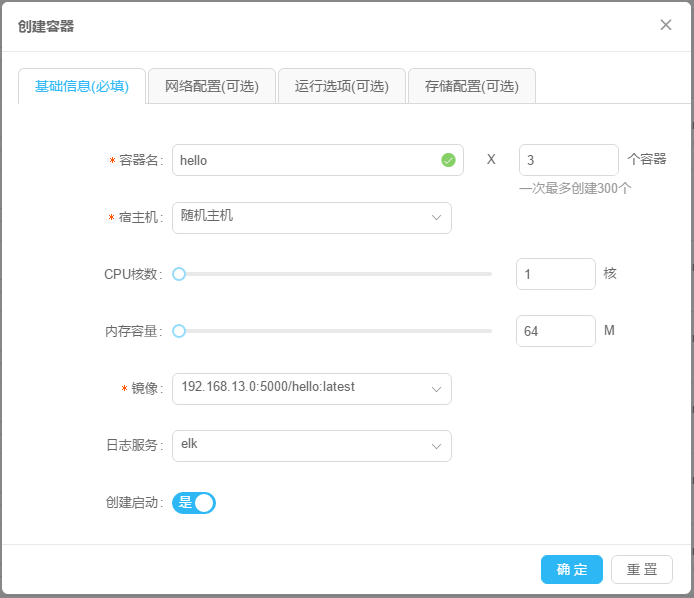 创建容器
基础信息(必填) 网络配置(可选) 运行选项(可选) 存储配置(可选)
* 容器名: hello X 3 个容器
一次最多创建300个
* 宿主机: 随机主机
CPU核数: 1 核
内存容量: 64 M
* 镜像: 192.168.13.0:5000/hello:latest
日志服务: elk
创建启动: 是
确定 重置